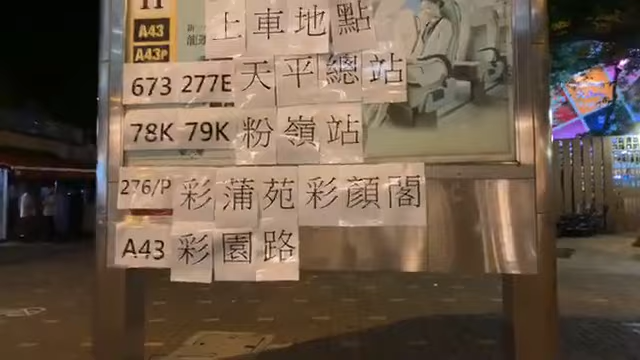 A43
A43P
上車地點
673 277E 天平總站
78K 79K 粉嶺站
276/P 彩蒲苑彩顏閣
A43 彩園路